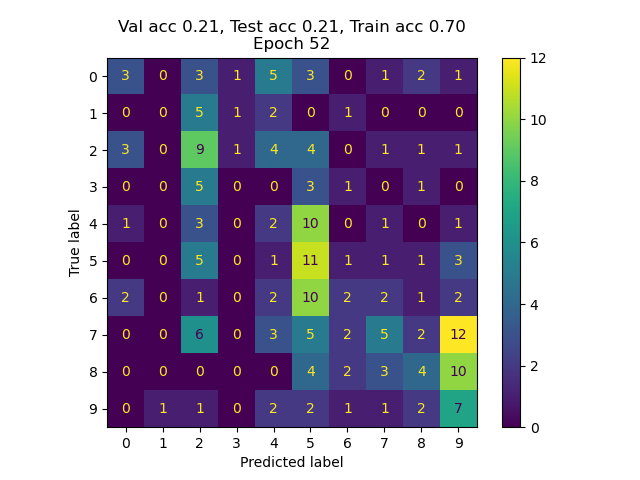 Val acc 0.21, Test acc 0.21, Train acc 0.70
Epoch 52
0 3 0 3 1 5 3 0 1 2 1
1 0 0 5 1 2 0 1 0 0 0
2 3 0 9 1 4 4 0 1 1 1
3 0 0 5 0 0 3 1 0 1 0
4 1 0 3 0 2 10 0 1 0 1
5 0 0 5 0 1 11 1 1 1 3
6 2 0 1 0 2 10 2 2 1 2
7 0 0 6 0 3 5 2 5 2 12
8 0 0 0 0 0 4 2 3 4 10
9 0 1 1 0 2 2 1 1 2 7
0 1 2 3 4 5 6 7 8 9
Predicted label
True label
12
10
8
6
4
2
0